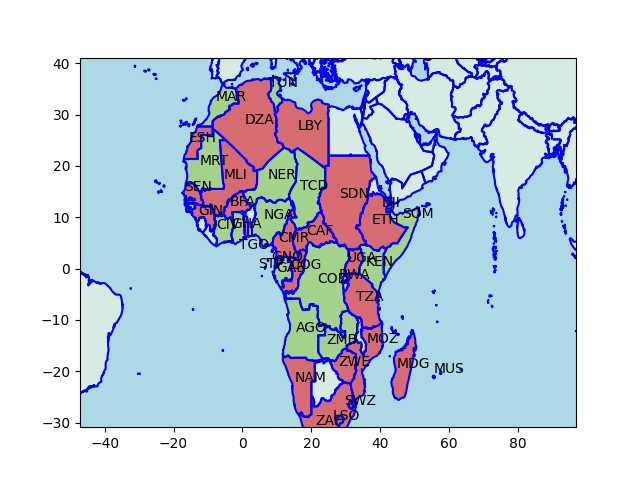 40
30
20
10
0
−10
−20
−30
−40
−20
0
20
40
60
80
TUN
MAR
DZA
LBY
ESH
MRT
SEN
MLI
NER
TCD
SDN
DJI
BFA
GIN
NGA
SOM
CIV
GHA
ETH
TGO
CMR
CAF
UGA
KEN
GNQ
STP
GAB
COG
COD
RWA
TZA
AGO
ZMB
MOZ
ZWE
MDG
MUS
NAM
SWZ
LSO
ZAF